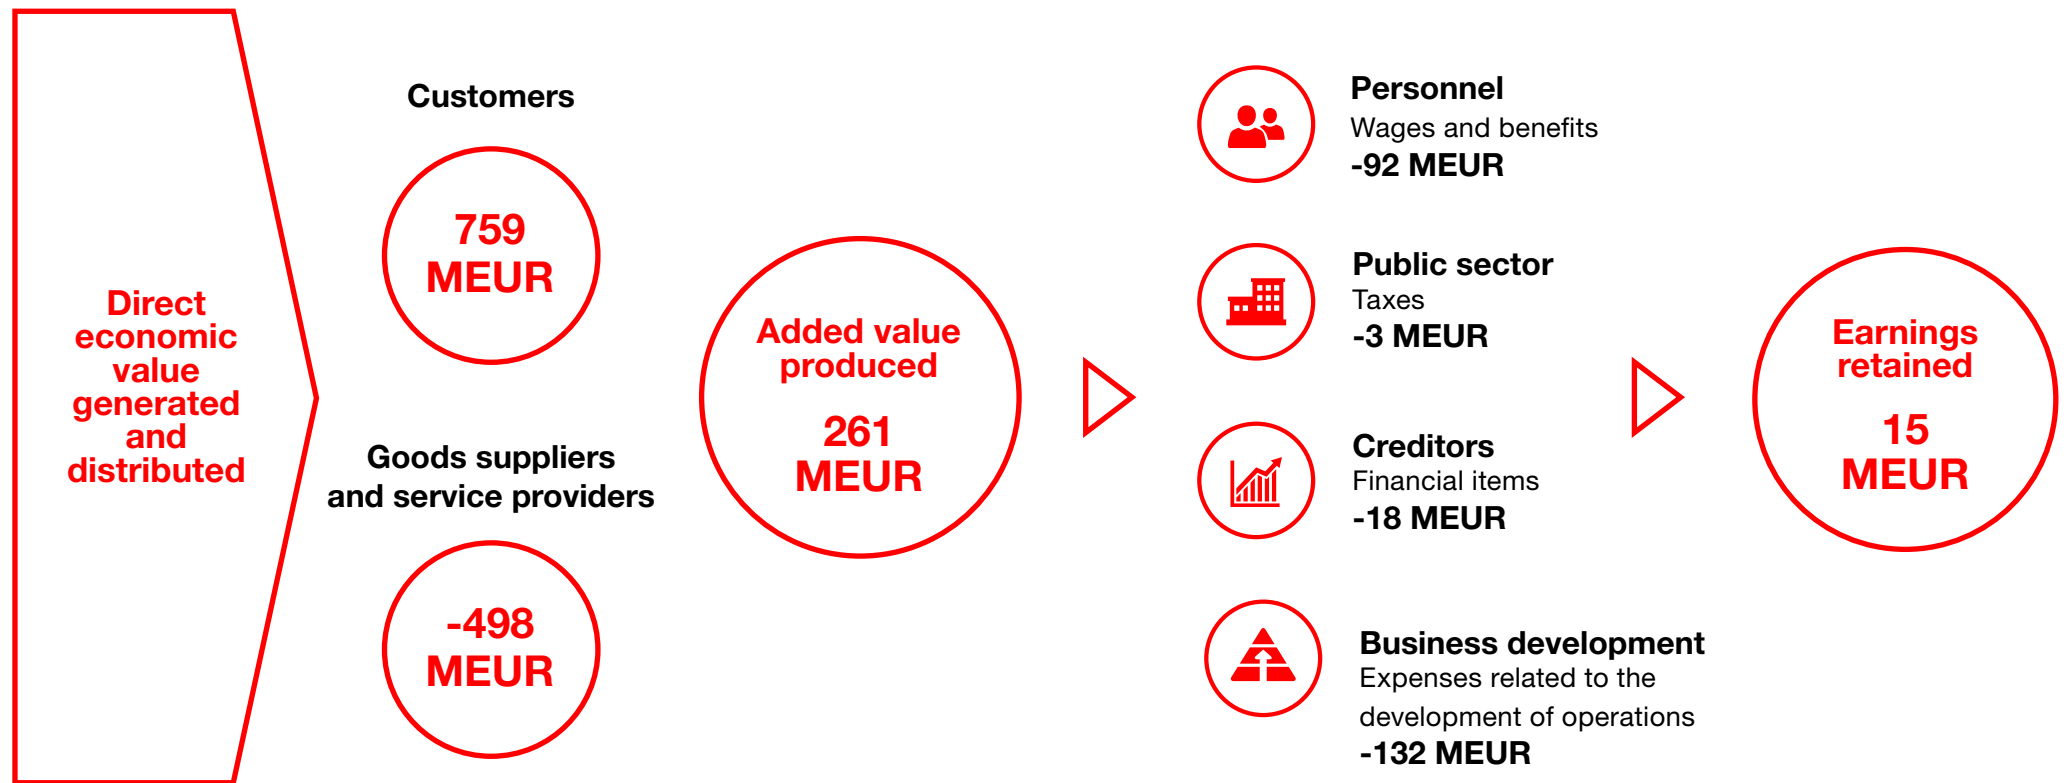 Direct
economic
value
generated
and
distributed
Customers
759
MEUR
Goods suppliers
and service providers
-498
MEUR
Added value
produced
261
MEUR
Personnel
Wages and benefits
-92 MEUR
Public sector
Taxes
-3 MEUR
Creditors
Financial items
-18 MEUR
Business development
Expenses related to the
development of operations
-132 MEUR
Earnings
retained
15
MEUR